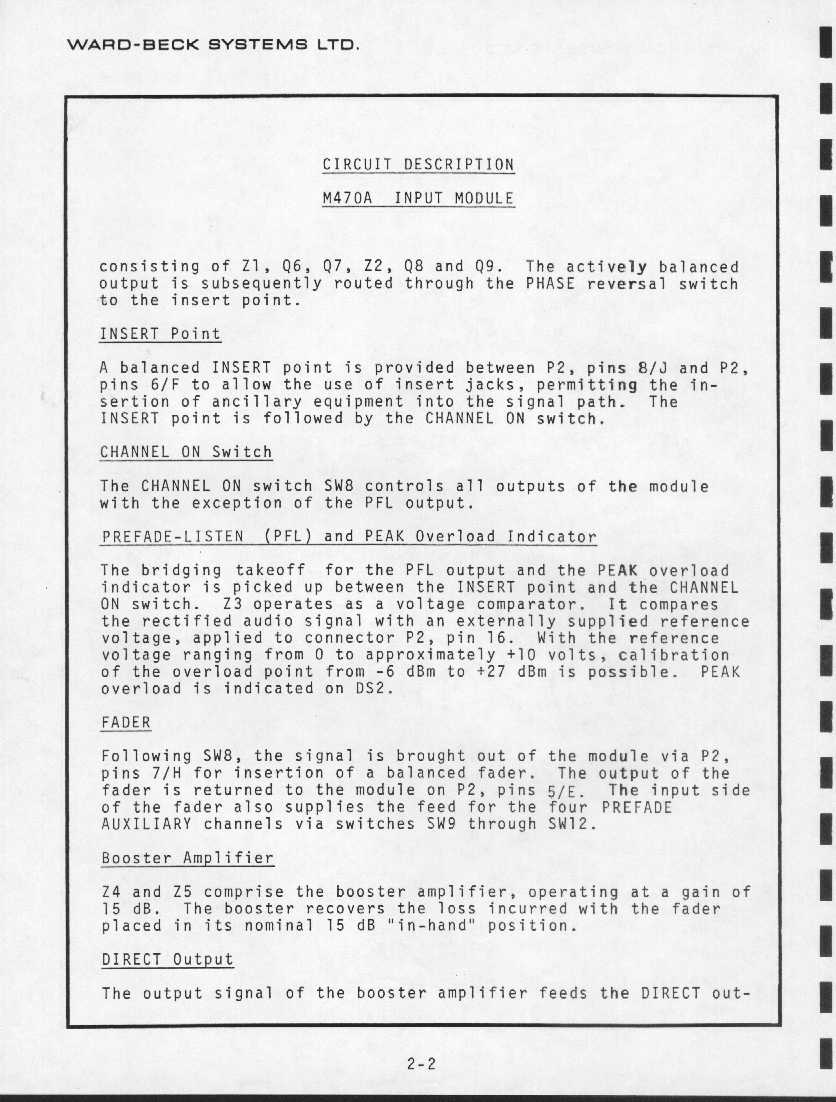 WARD-BECK SYSTEMS LTD.
CIRCUIT DESCRIPTION
M470A INPUT MODULE
consisting of Z1, Q6, Q7, Z2, Q8 and Q9. The actively balanced
output is subsequently routed through the PHASE reversal switch
to the insert point.
INSERT Point
A balanced INSERT point is provided between P2, pins 8/J and P2,
pins 6/F to allow the use of insert jacks, permitting the in-
sertion of ancillary equipment into the signal path. The
INSERT point is followed by the CHANNEL ON switch.
CHANNEL ON Switch
The CHANNEL ON switch SW8 controls all outputs of the module
with the exception of the PFL output.
PREFADE-LISTEN (PFL) and PEAK Overload Indicator
The bridging takeoff for the PFL output and the PEAK overload
indicator is picked up between the INSERT point and the CHANNEL
ON switch. Z3 operates as a voltage comparator. It compares
the rectified audio signal with an externally supplied reference
voltage, applied to connector P2, pin 16. With the reference
voltage ranging from 0 to approximately +10 volts, calibration
of the overload point from -6 dBm to +27 dBm is possible. PEAK
overload is indicated on DS2.
FADER
Following SW8, the signal is brought out of the module via P2,
pins 7/H for insertion of a balanced fader. The output of the
fader is returned to the module on P2, pins 5/E. The input side
of the fader also supplies the feed for the four PREFADE
AUXILIARY channels via switches SW9 through SW12.
Booster Amplifier
Z4 and Z5 comprise the booster amplifier, operating at a gain of
15 dB. The booster recovers the loss incurred with the fader
placed in its nominal 15 dB "in-hand" position.
DIRECT Output
The output signal of the booster amplifier feeds the DIRECT out-
2-2